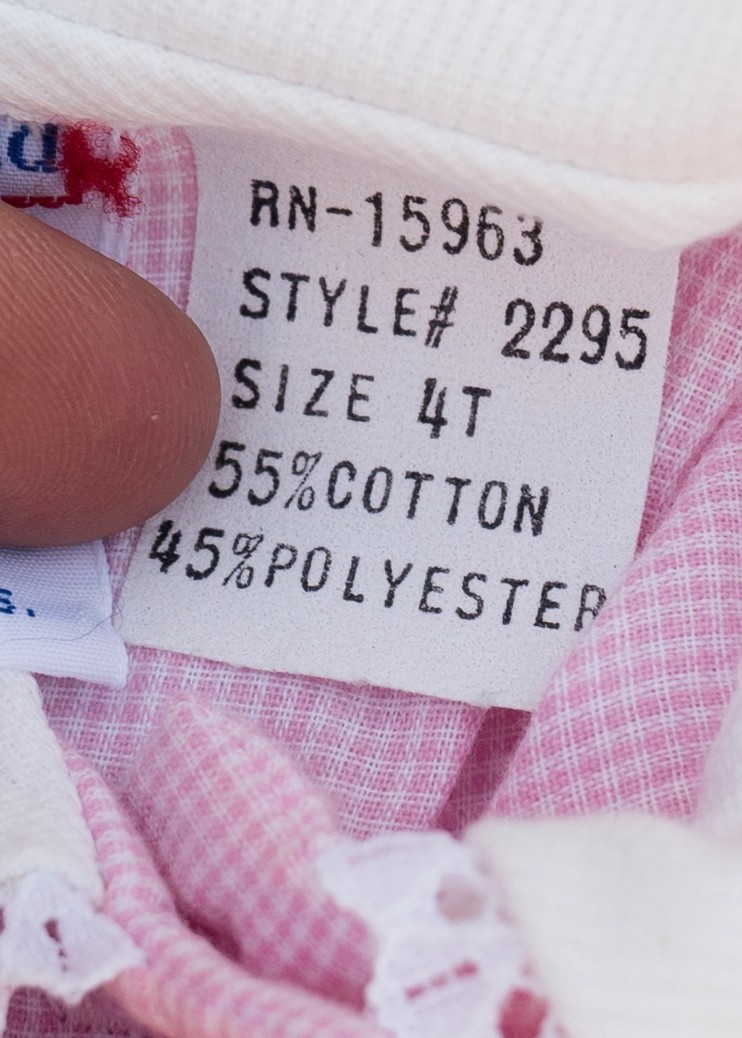 RN-15963
STYLE# 2295
SIZE 4T
55%COTTON
45%POLYESTER